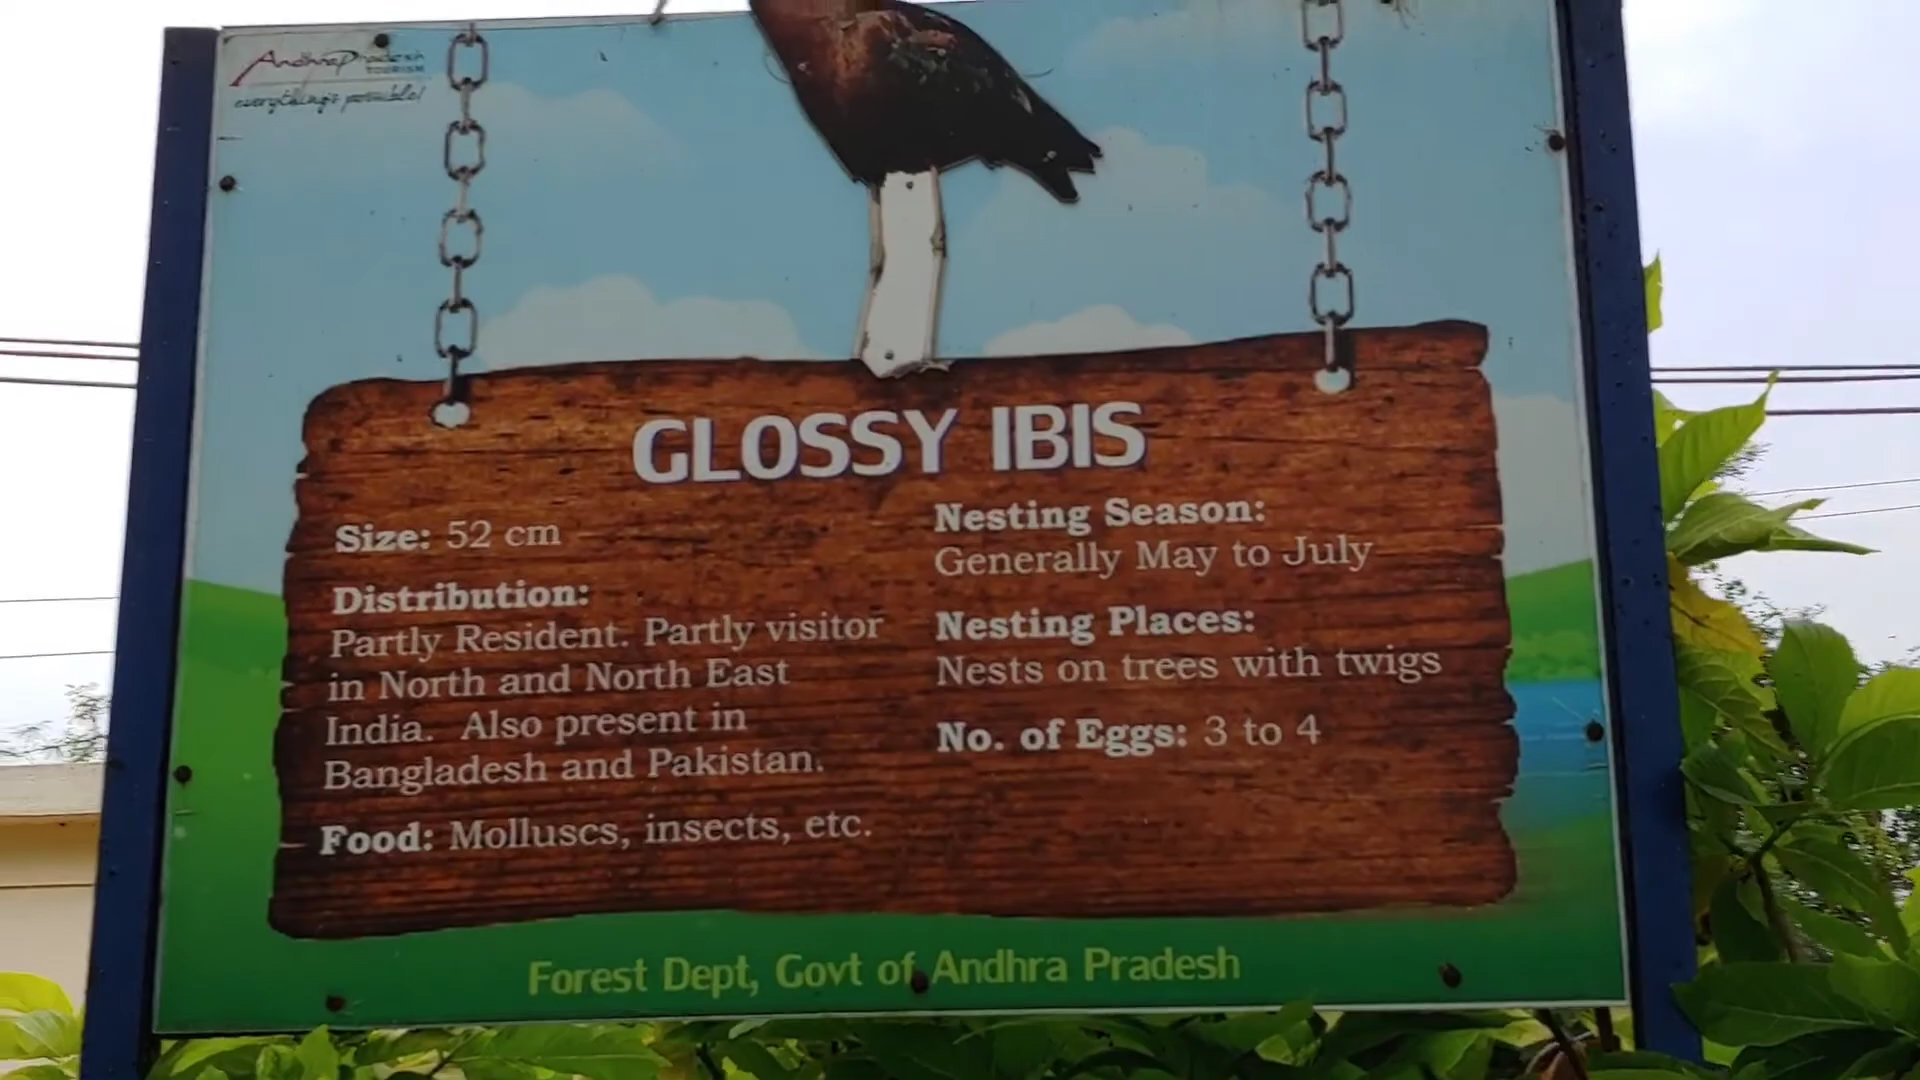 Andhra Pradesh
TOURISM
everything's possible!
GLOSSY IBIS
Size: 52 cm
Distribution:
Partly Resident. Partly visitor
in North and North East
India. Also present in
Bangladesh and Pakistan.
Food: Molluscs, insects, etc.
Nesting Season:
Generally May to July
Nesting Places:
Nests on trees with twigs
No. of Eggs: 3 to 4
Forest Dept, Govt of Andhra Pradesh